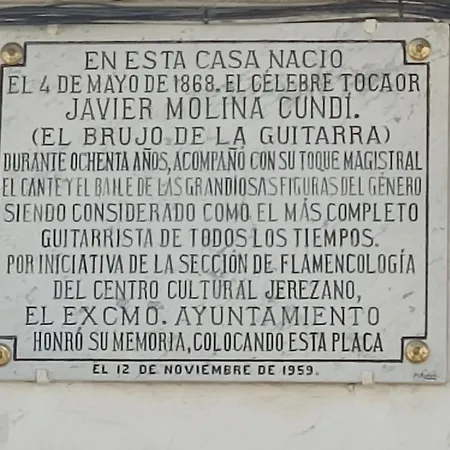 EN ESTA CASA NACIO
EL 4 DE MAYO DE 1868. EL CÉLEBRE TOCAOR
JAVIER MOLINA CUNDÍ.
(EL BRUJO DE LA GUITARRA)
DURANTE OCHENTA AÑOS, ACOMPAÑO CON SU TOQUE MAGISTRAL
EL CANTE Y EL BAILE DE LAS GRANDIOSAS FIGURAS DEL GÉNERO
SIENDO CONSIDERADO COMO EL MÁS COMPLETO
GUITARRISTA DE TODOS LOS TIEMPOS.
POR INICIATIVA DE LA SECCIÓN DE FLAMENCOLOGÍA
DEL CENTRO CULTURAL JEREZANO,
EL EXCMO. AYUNTAMIENTO
HONRÓ SU MEMORIA, COLOCANDO ESTA PLACA
EL 12 DE NOVIEMBRE DE 1959.